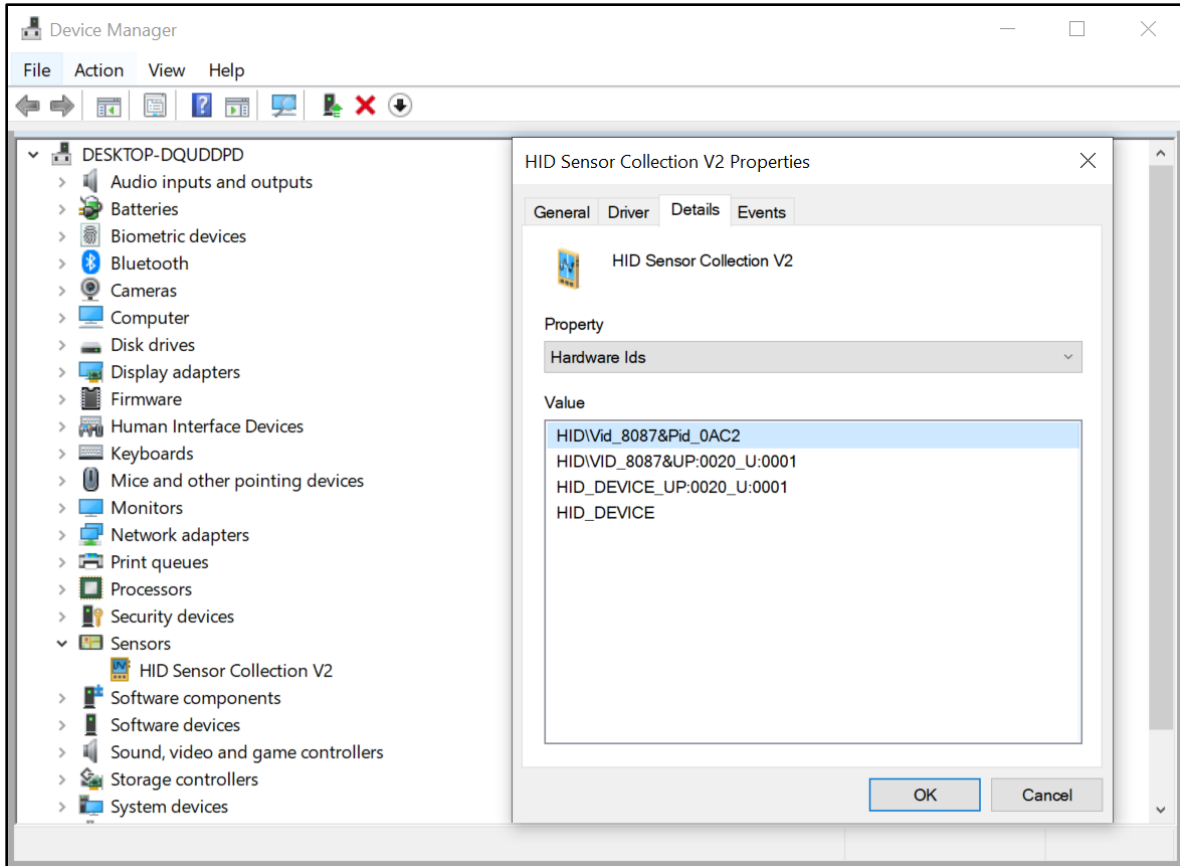 Device Manager
File Action View Help
DESKTOP-DQUDDPD
Audio inputs and outputs
Batteries
Biometric devices
Bluetooth
Cameras
Computer
Disk drives
Display adapters
Firmware
Human Interface Devices
Keyboards
Mice and other pointing devices
Monitors
Network adapters
Print queues
Processors
Security devices
Sensors
HID Sensor Collection V2
Software components
Software devices
Sound, video and game controllers
Storage controllers
System devices
HID Sensor Collection V2 Properties
General Driver Details Events
HID Sensor Collection V2
Property
Hardware Ids
Value
HID\Vid_8087&Pid_0AC2
HID\VID_8087&UP:0020_U:0001
HID_DEVICE_UP:0020_U:0001
HID_DEVICE
OK Cancel